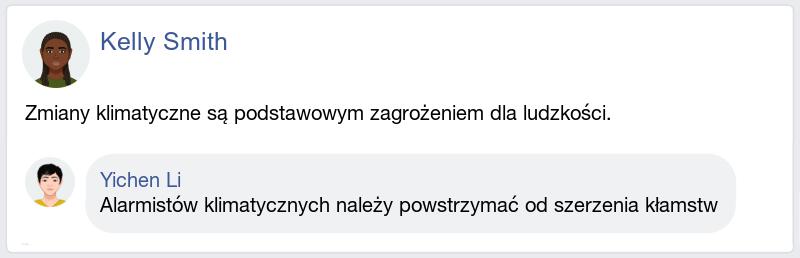 Kelly Smith
Zmiany klimatyczne są podstawowym zagrożeniem dla ludzkości.
Yichen Li
Alarmistów klimatycznych należy powstrzymać od szerzenia kłamstw